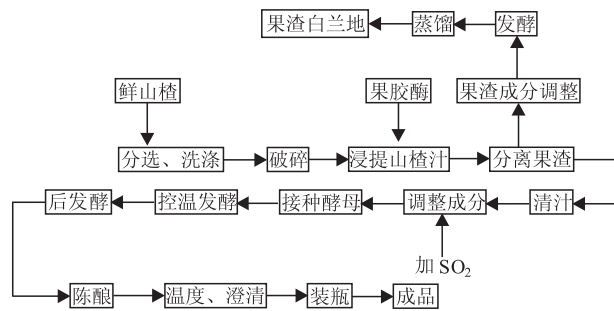 果渣白兰地
蒸馏
发酵
鲜山楂
果胶酶
果渣成分调整
分选、洗涤
破碎
浸提山楂汁
分离果渣
后发酵
控温发酵
接种酵母
调整成分
清汁
加 SO₂
陈酿
温度、澄清
装瓶
成品